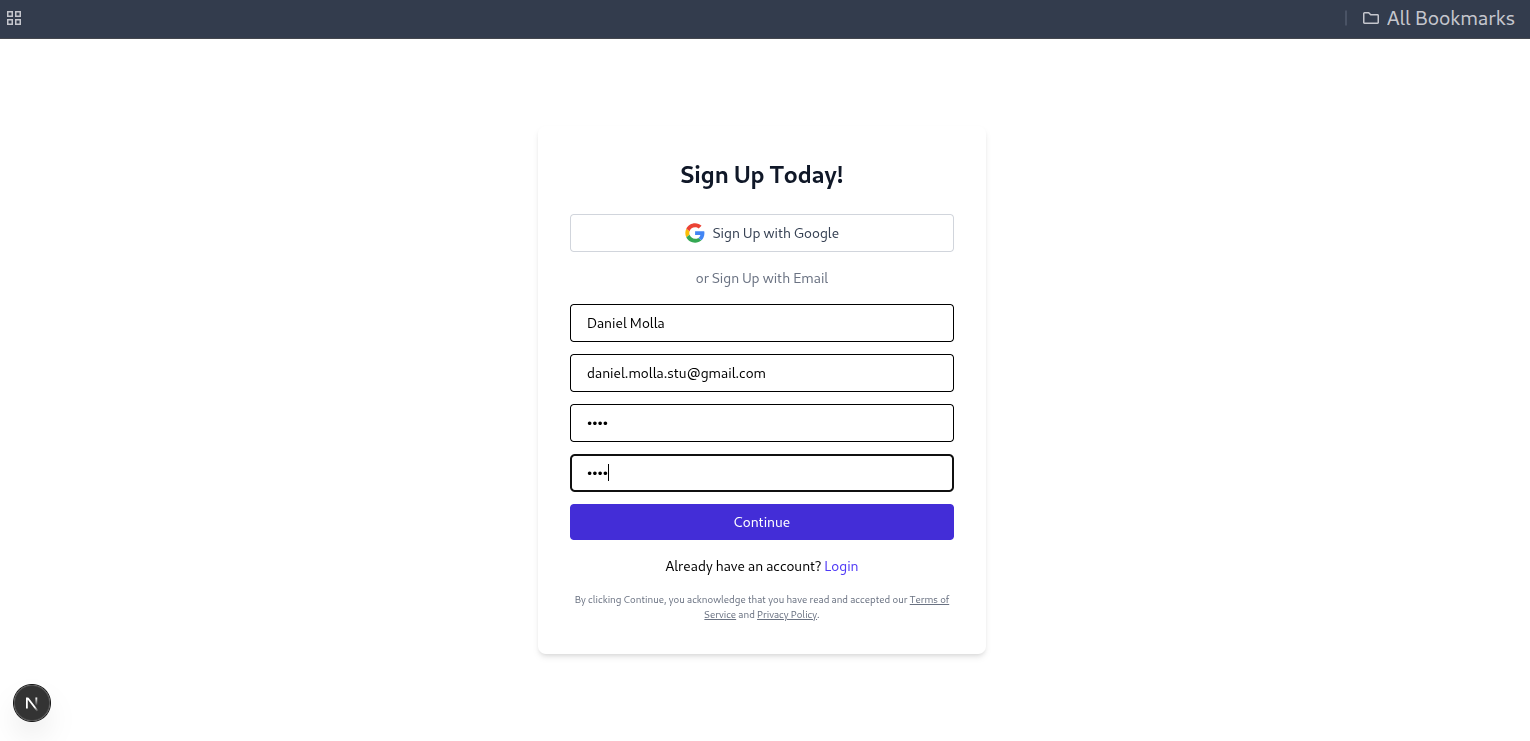 All Bookmarks
Sign Up Today!
Sign Up with Google
or Sign Up with Email
Daniel Molla
daniel.molla.stu@gmail.com
••••
••••
Continue
Already have an account? Login
By clicking Continue, you acknowledge that you have read and accepted our Terms of
Service and Privacy Policy.
N